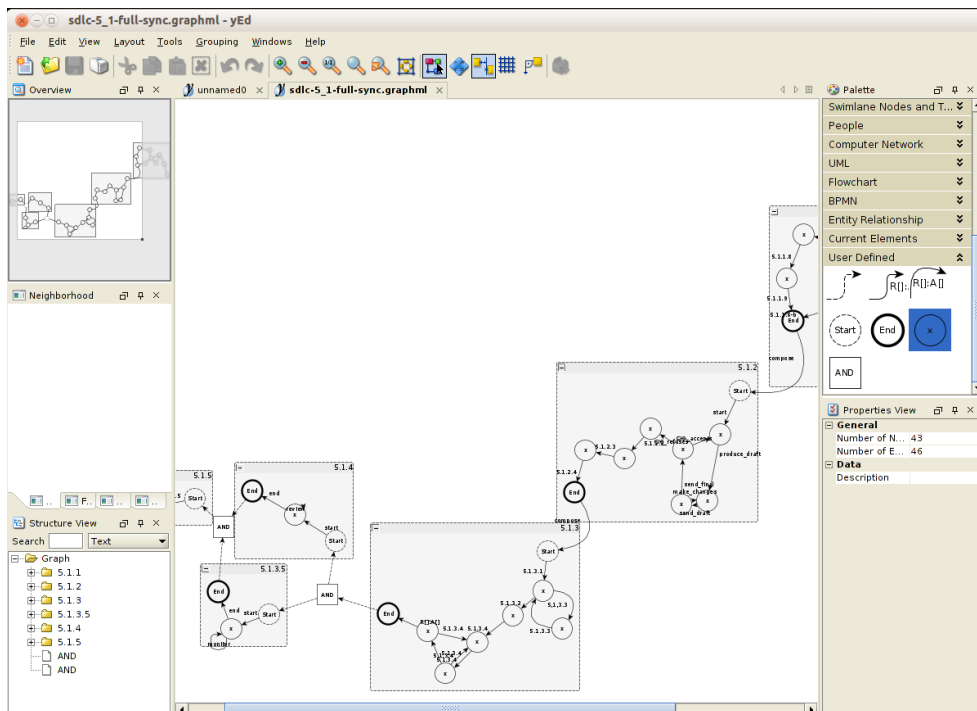 sdlc-5_1-full-sync.graphml - yEd
File Edit View Layout Tools Grouping Windows Help
Overview
unnamed0
sdlc-5_1-full-sync.graphml
Palette
Swimlane Nodes and T...
People
Computer Network
UML
Flowchart
BPMN
Entity Relationship
Current Elements
User Defined
R[]:A[]
Start
End
x
AND
Neighborhood
F...
Structure View
Search
Text
Graph
5.1.1
5.1.2
5.1.3
5.1.3.5
5.1.4
5.1.5
AND
AND
Properties View
General
Number of N... 43
Number of E... 46
Data
Description
x
5.1.1.8
x
5.1.1.9
End
compose
5.1.2
Start
start
x
produce_draft
x
x
5.1.2.3
x
x
5.1.2.4
End
send_final
make_changes
x
x
send_draft
compose
5.1.3
Start
5.1.3.1
x
5.1.3.3
5.1.3.3
x
5.1.3.2
x
5.1.3.4
5.1.3.4
x
R[]:A[]
x
5.1.3.4
x
End
AND
5.1.4
End
end
review
x
start
Start
5.1.5
Start
AND
5.1.3.5
End
end
start
Start
x
monitor